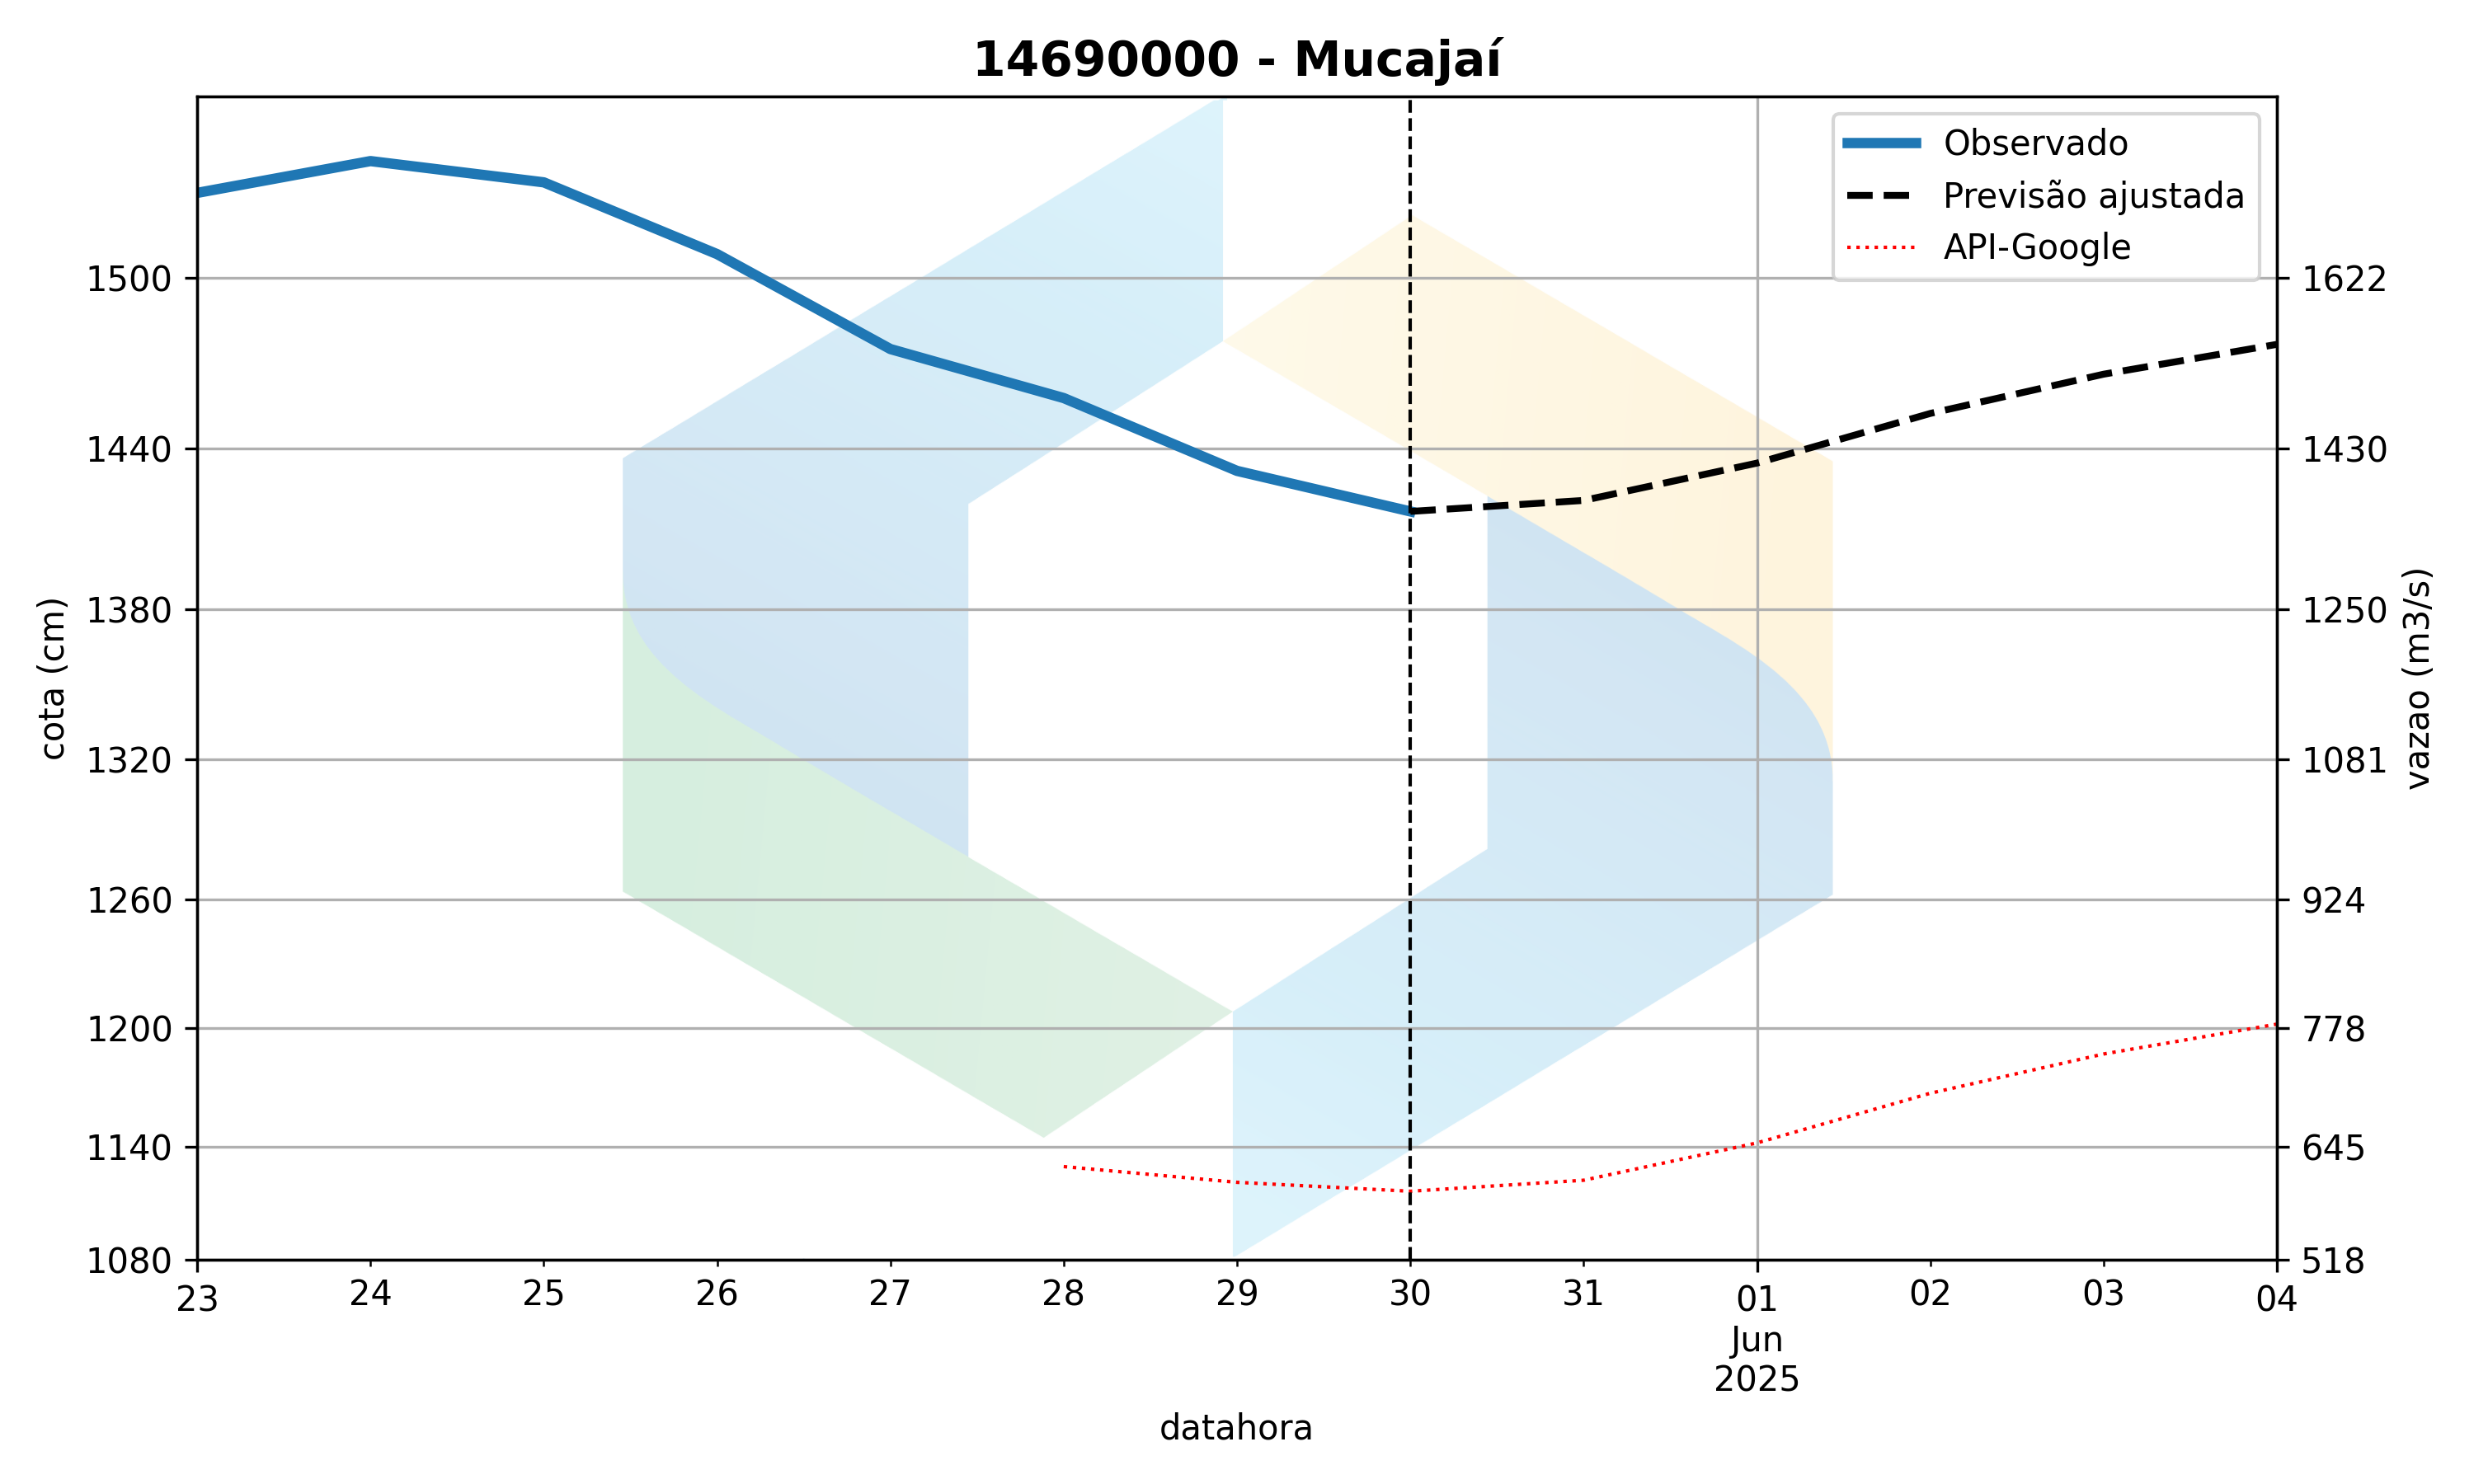 14690000 - Mucajaí
Observado
Previsão ajustada
API-Google
1500
1440
1380
1320
1260
1200
1140
1080
cota (cm)
1622
1430
1250
1081
924
778
645
518
vazao (m3/s)
23 24 25 26 27 28 29 30 31 01 02 03 04
Jun
2025
datahora